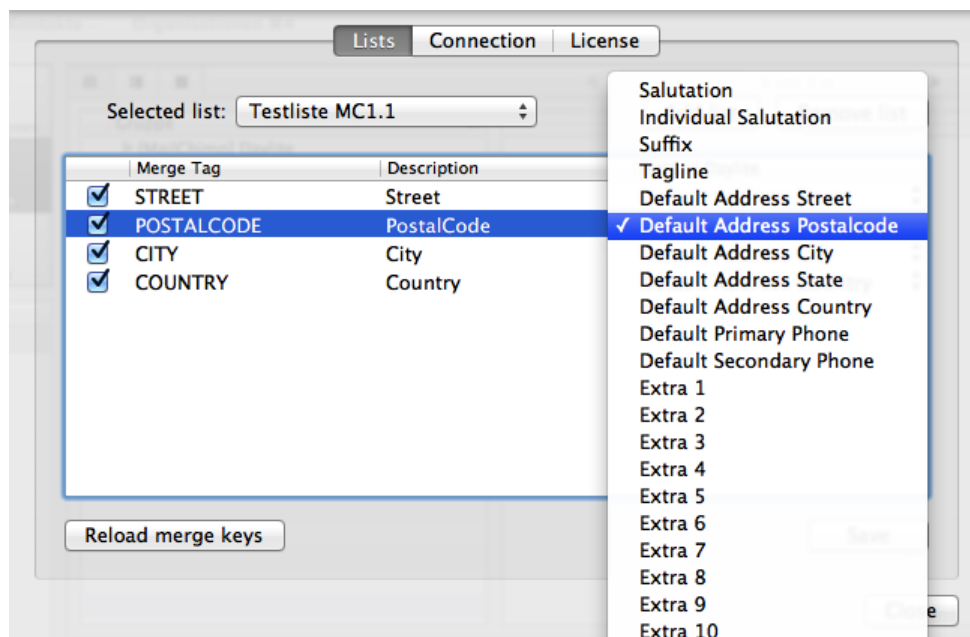 Lists Connection License
Selected list: Testliste MC1.1
Merge Tag Description
STREET Street
POSTALCODE PostalCode
CITY City
COUNTRY Country
Reload merge keys
Salutation
Individual Salutation
Suffix
Tagline
Default Address Street
✓ Default Address Postalcode
Default Address City
Default Address State
Default Address Country
Default Primary Phone
Default Secondary Phone
Extra 1
Extra 2
Extra 3
Extra 4
Extra 5
Extra 6
Extra 7
Extra 8
Extra 9
Extra 10
Save
Close